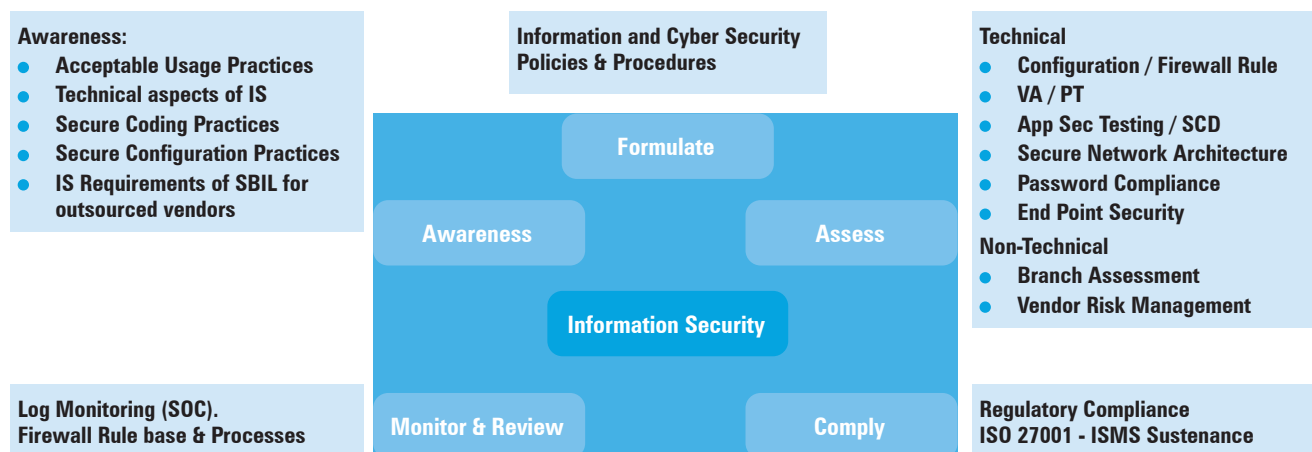 Awareness:
Acceptable Usage Practices
Technical aspects of IS
Secure Coding Practices
Secure Configuration Practices
IS Requirements of SBIL for
outsourced vendors
Information and Cyber Security
Policies & Procedures
Technical
Configuration / Firewall Rule
VA / PT
App Sec Testing / SCD
Secure Network Architecture
Password Compliance
End Point Security
Non-Technical
Branch Assessment
Vendor Risk Management
Formulate
Awareness
Assess
Information Security
Monitor & Review
Comply
Log Monitoring (SOC).
Firewall Rule base & Processes
Regulatory Compliance
ISO 27001 - ISMS Sustenance